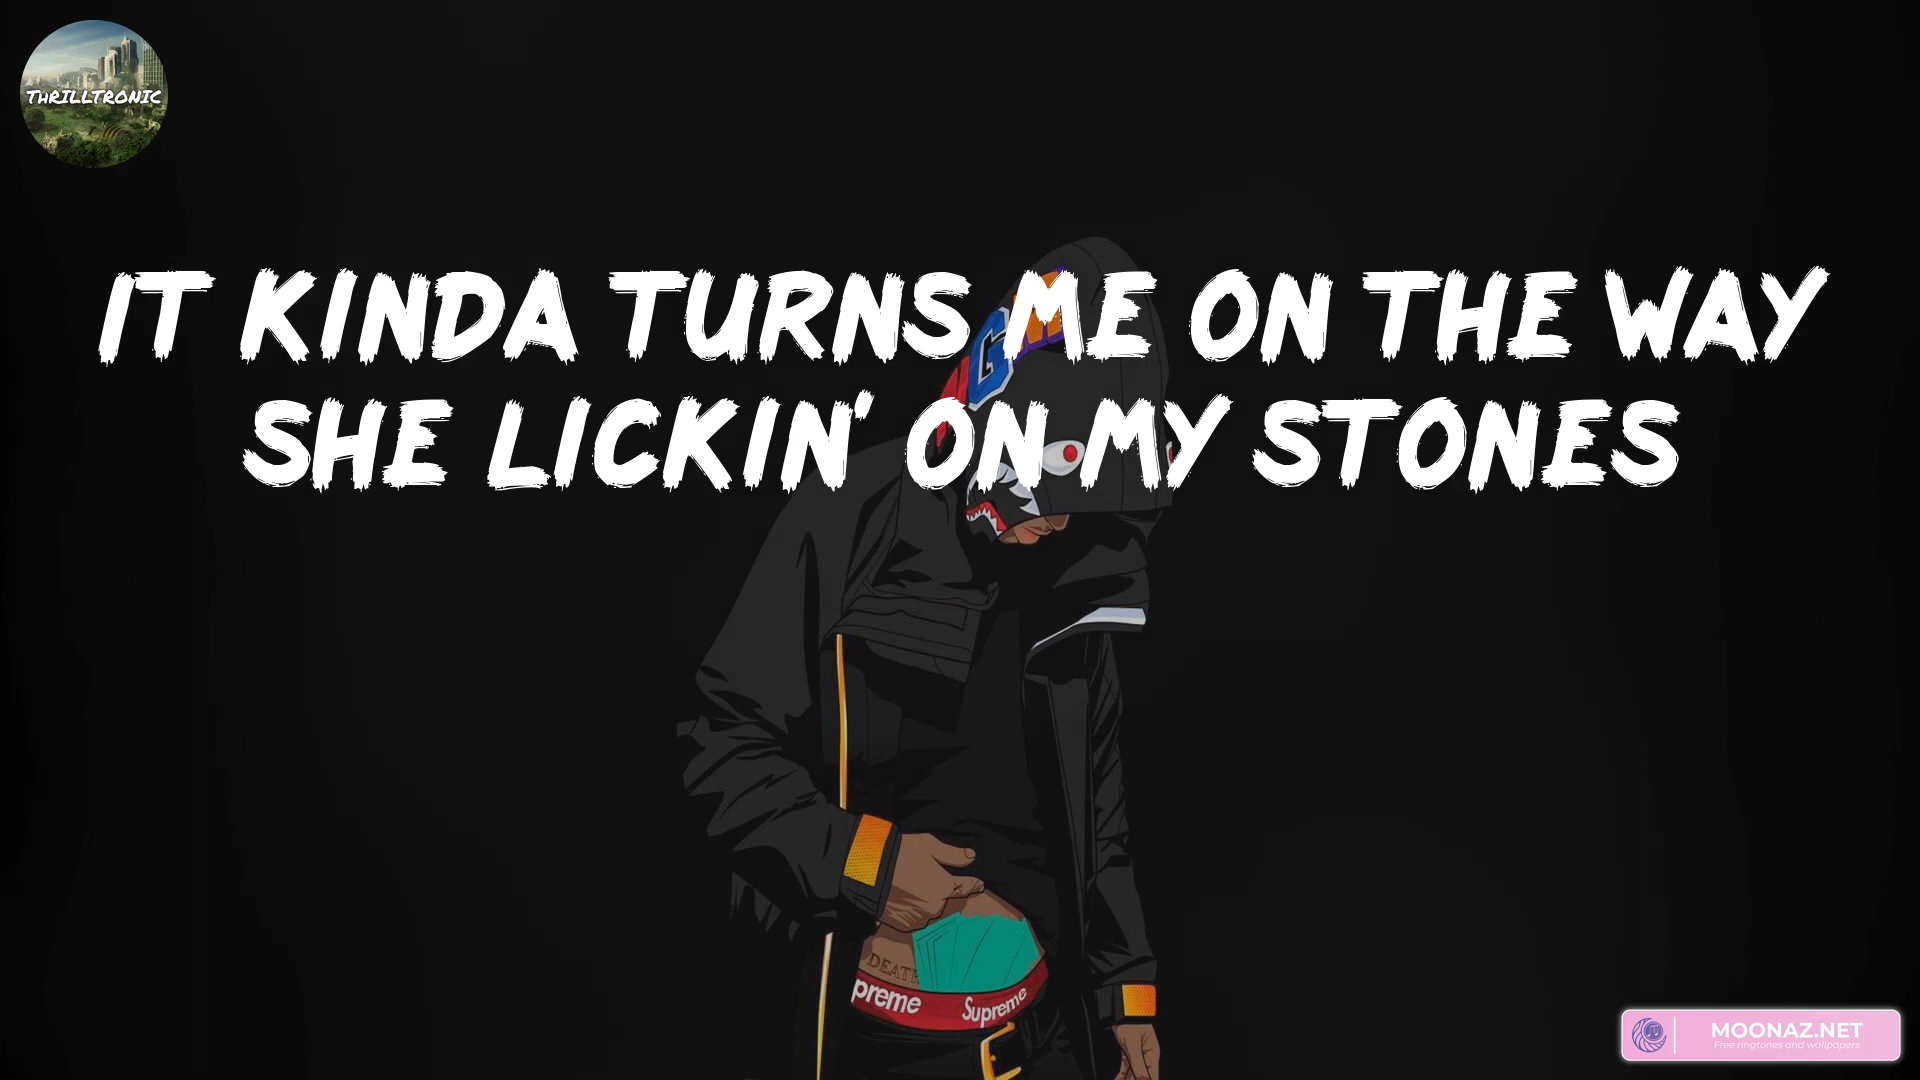 THRILLTRONIC
IT KINDA TURNS ME ON THE WAY
SHE LICKIN' ON MY STONES
DEATH
preme Supreme
MOONAZ.NET
Free ringtones and wallpapers